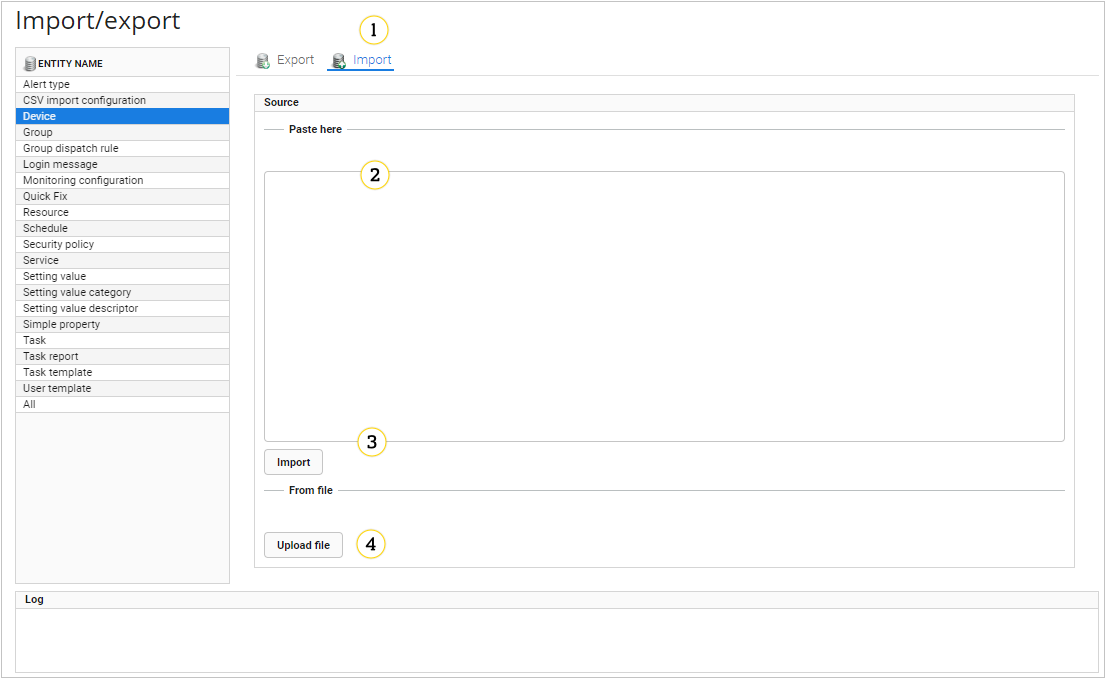 Import/export
1
ENTITY NAME
Alert type
CSV import configuration
Device
Group
Group dispatch rule
Login message
Monitoring configuration
Quick Fix
Resource
Schedule
Security policy
Service
Setting value
Setting value category
Setting value descriptor
Simple property
Task
Task report
Task template
User template
All
Export Import
Source
Paste here
2
3
Import
From file
Upload file
4
Log